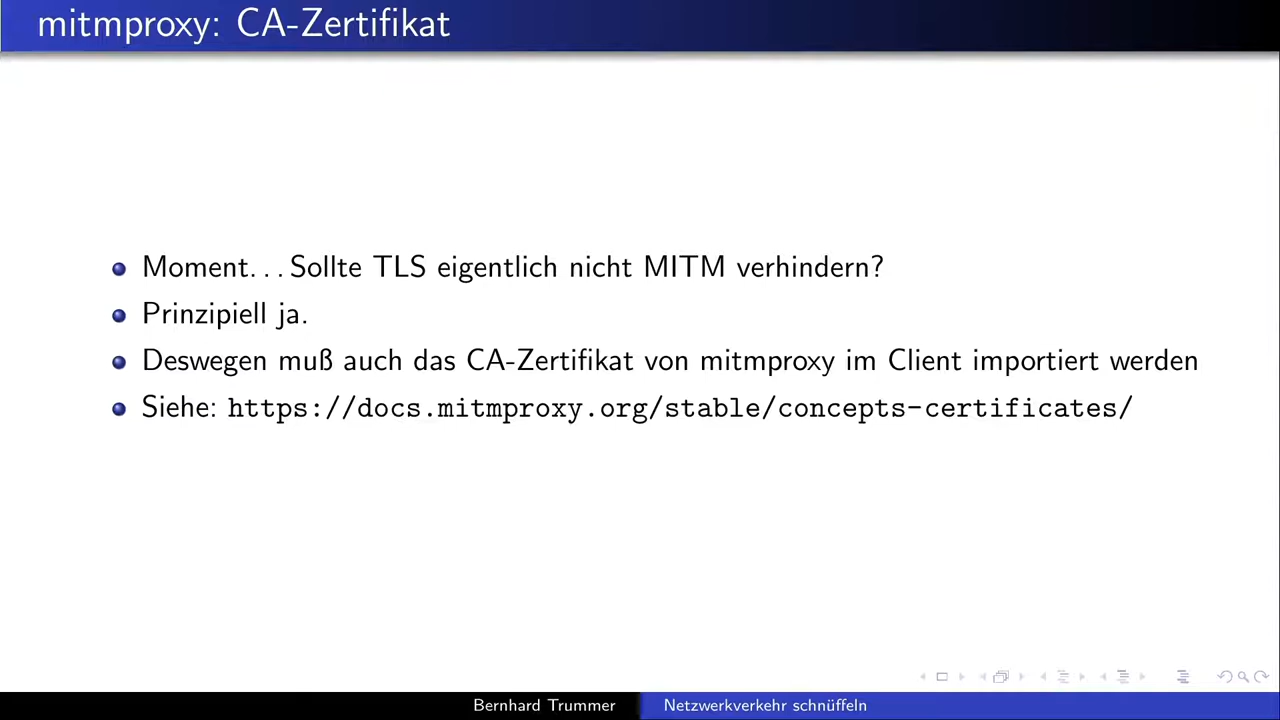 mitmproxy: CA-Zertifikat
Moment. . . Sollte TLS eigentlich nicht MITM verhindern?
Prinzipiell ja.
Deswegen muß auch das CA-Zertifikat von mitmproxy im Client importiert werden
Siehe: https://docs.mitmproxy.org/stable/concepts-certificates/
Bernhard Trummer
Netzwerkverkehr schnüffeln